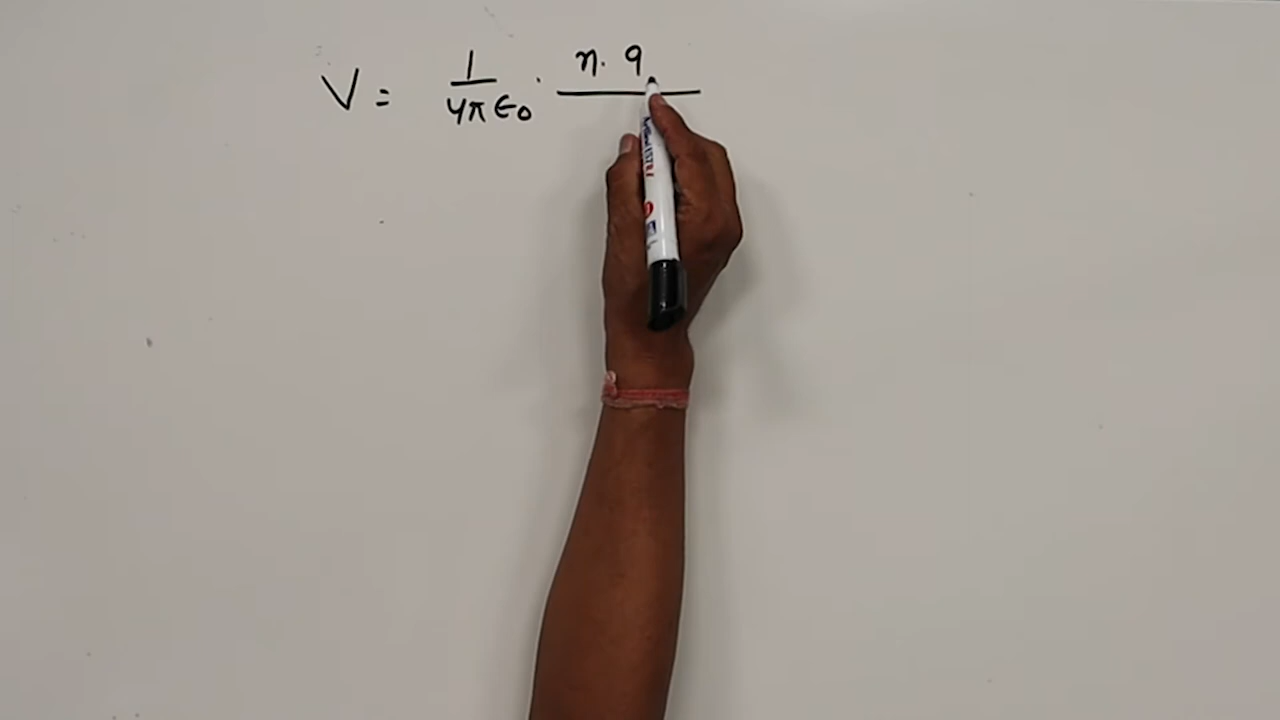 V = 1/4πϵ₀ · n. q